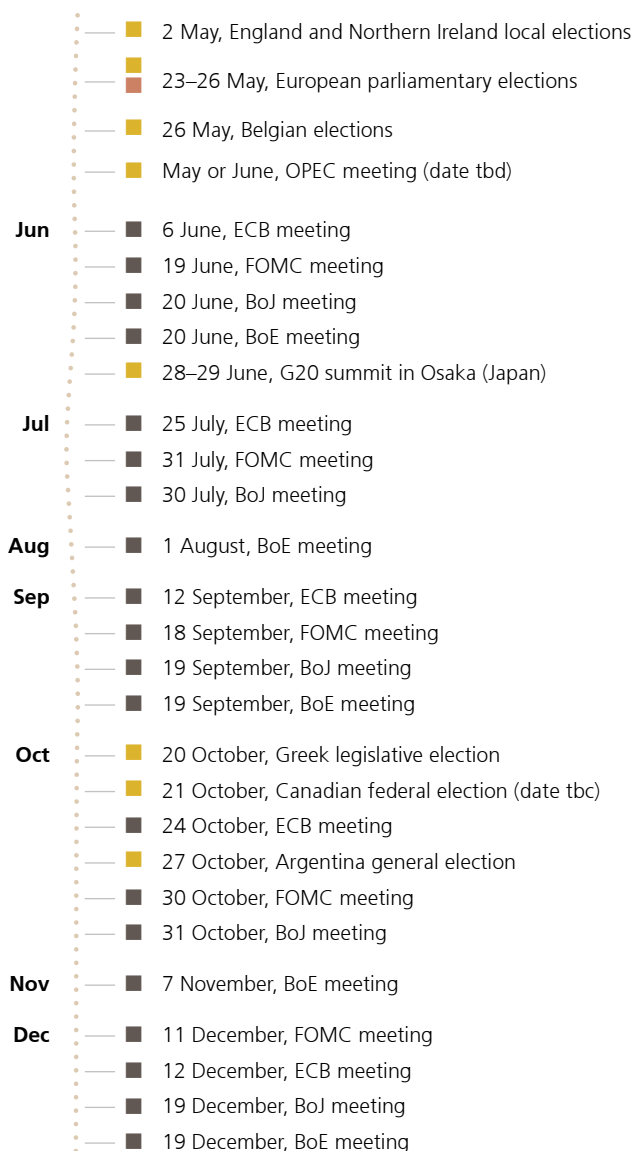 2 May, England and Northern Ireland local elections
23–26 May, European parliamentary elections
26 May, Belgian elections
May or June, OPEC meeting (date tbd)
Jun 6 June, ECB meeting
19 June, FOMC meeting
20 June, BoJ meeting
20 June, BoE meeting
28–29 June, G20 summit in Osaka (Japan)
Jul 25 July, ECB meeting
31 July, FOMC meeting
30 July, BoJ meeting
Aug 1 August, BoE meeting
Sep 12 September, ECB meeting
18 September, FOMC meeting
19 September, BoJ meeting
19 September, BoE meeting
Oct 20 October, Greek legislative election
21 October, Canadian federal election (date tbc)
24 October, ECB meeting
27 October, Argentina general election
30 October, FOMC meeting
31 October, BoJ meeting
Nov 7 November, BoE meeting
Dec 11 December, FOMC meeting
12 December, ECB meeting
19 December, BoJ meeting
19 December, BoE meeting